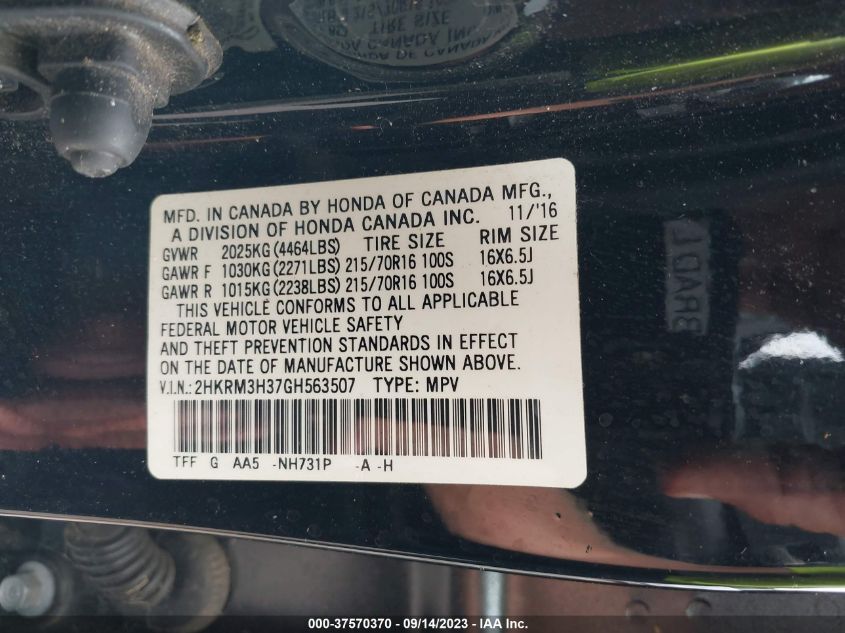 MFD. IN CANADA BY HONDA OF CANADA MFG.,
A DIVISION OF HONDA CANADA INC. 11/'16
GVWR 2025KG (4464LBS) TIRE SIZE RIM SIZE
GAWR F 1030KG (2271LBS) 215/70R16 100S 16X6.5J
GAWR R 1015KG (2238LBS) 215/70R16 100S 16X6.5J
THIS VEHICLE CONFORMS TO ALL APPLICABLE
FEDERAL MOTOR VEHICLE SAFETY
AND THEFT PREVENTION STANDARDS IN EFFECT
ON THE DATE OF MANUFACTURE SHOWN ABOVE.
V.I.N.: 2HKRM3H37GH563507 TYPE: MPV
TFF G AA5 -NH731P -A -H
000-37570370 - 09/14/2023 - IAA Inc.